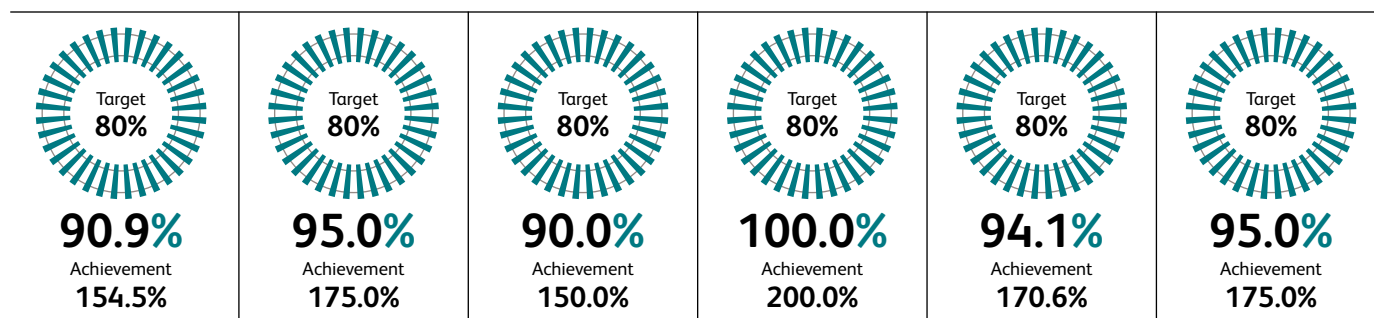 Target
80%
90.9%
Achievement
154.5%
Target
80%
95.0%
Achievement
175.0%
Target
80%
90.0%
Achievement
150.0%
Target
80%
100.0%
Achievement
200.0%
Target
80%
94.1%
Achievement
170.6%
Target
80%
95.0%
Achievement
175.0%